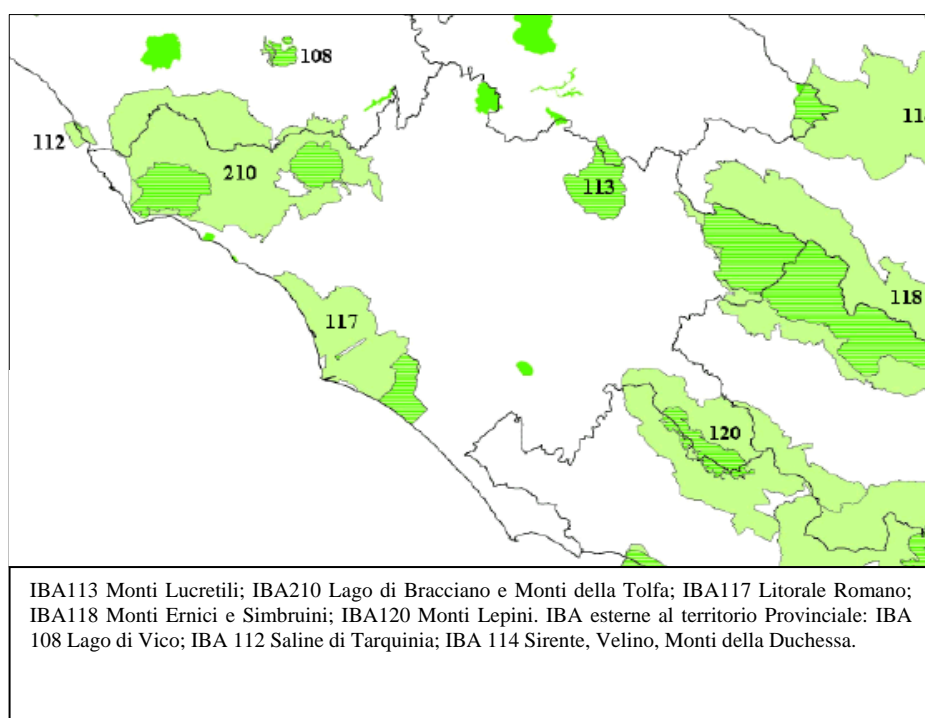 108
112
210
113
114
118
117
120
IBA113 Monti Lucretili; IBA210 Lago di Bracciano e Monti della Tolfa; IBA117 Litorale Romano;
IBA118 Monti Ernici e Simbruini; IBA120 Monti Lepini. IBA esterne al territorio Provinciale: IBA
108 Lago di Vico; IBA 112 Saline di Tarquinia; IBA 114 Sirente, Velino, Monti della Duchessa.